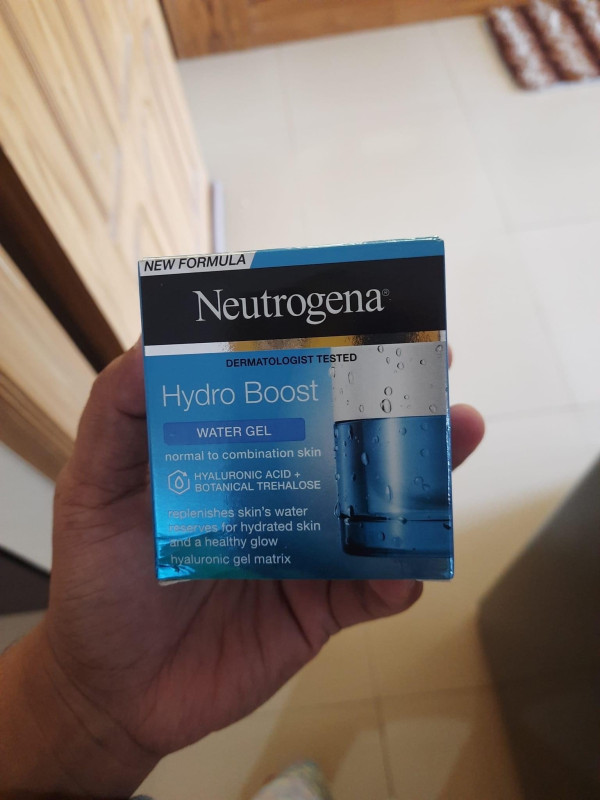 NEW FORMULA
Neutrogena®
DERMATOLOGIST TESTED
Hydro Boost
WATER GEL
normal to combination skin
HYALURONIC ACID +
BOTANICAL TREHALOSE
replenishes skin's water
reserves for hydrated skin
and a healthy glow
hyaluronic gel matrix